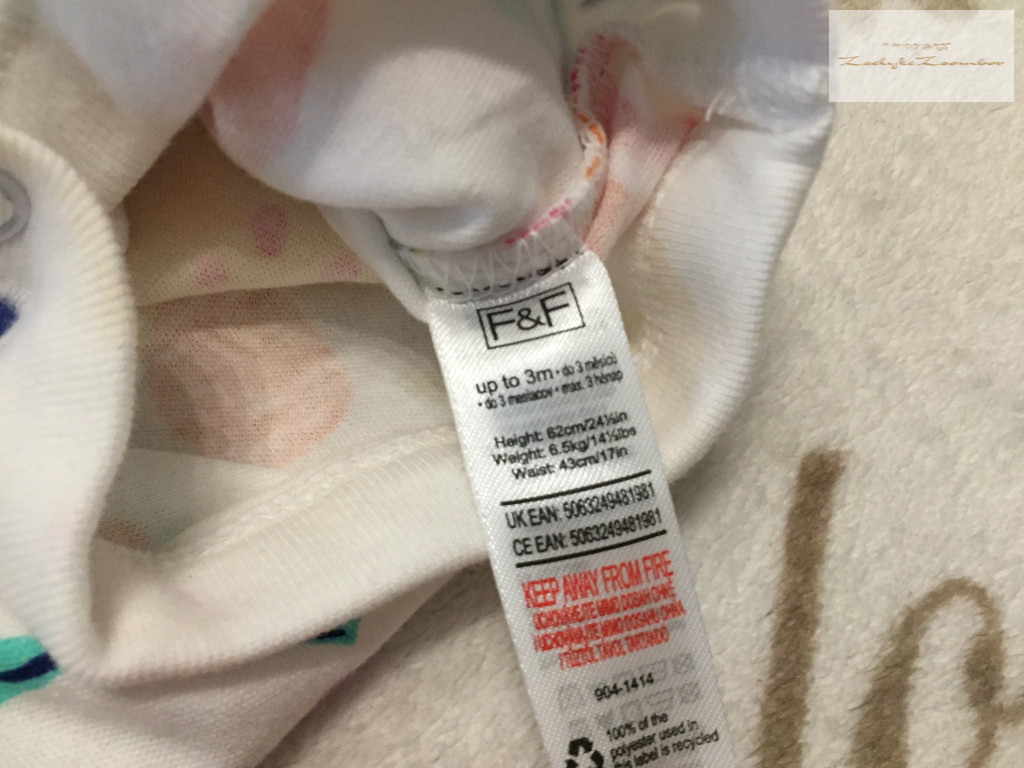 F&F
up to 3m • do 3 měsíců
• do 3 mesiacov • max. 3 hónap
Height: 62cm/24½in
Weight: 6.5kg/14½lbs
Waist: 43cm/17in
UK EAN: 5063249481981
CE EAN: 5063249481981
KEEP AWAY FROM FIRE
904-1414
100% of the
polyester used in
this label is recycled